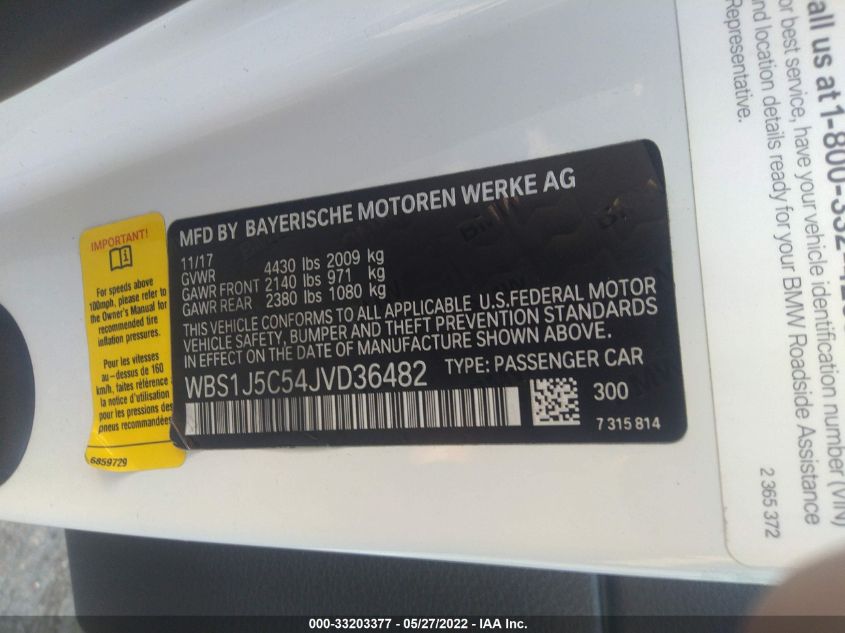 IMPORTANT!
For speeds above
100mph, please refer to
the Owner's Manual for
recommended tire
inflation pressures.
Pour les vitesses
au-dessus de 160
km/h, faites référence à
la notice d'utilisation
pour les pressions des
pneus recommandées
6859729
MFD BY BAYERISCHE MOTOREN WERKE AG
11/17
GVWR 4430 lbs 2009 kg
GAWR FRONT 2140 lbs 971 kg
GAWR REAR 2380 lbs 1080 kg
THIS VEHICLE CONFORMS TO ALL APPLICABLE U.S.FEDERAL MOTOR
VEHICLE SAFETY, BUMPER AND THEFT PREVENTION STANDARDS
IN EFFECT ON THE DATE OF MANUFACTURE SHOWN ABOVE.
WBS1J5C54JVD36482 TYPE: PASSENGER CAR
300
7 315 814
all us at 1-800-332-
or best service, have your vehicle identification number (VIN)
and location details ready for your BMW Roadside Assistance
Representative.
2 365 372
000-33203377 - 05/27/2022 - IAA Inc.